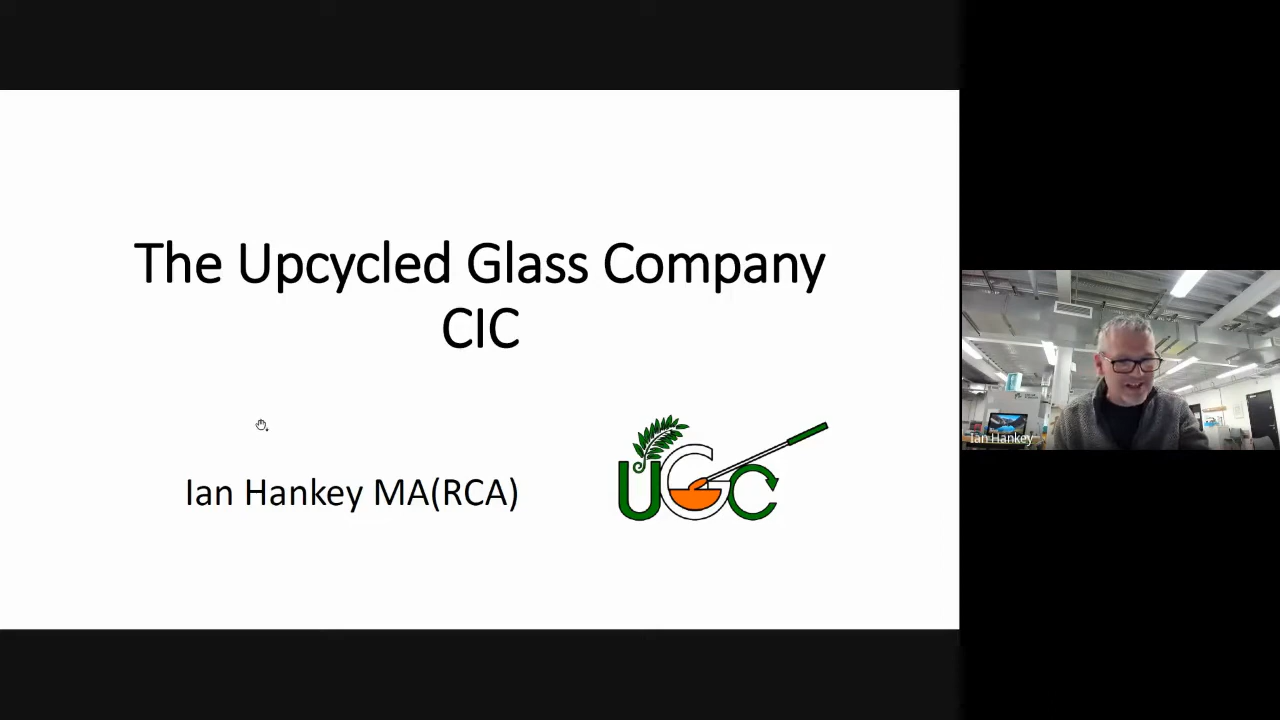 The Upcycled Glass Company
CIC
Ian Hankey MA(RCA)
UGC
Ian Hankey